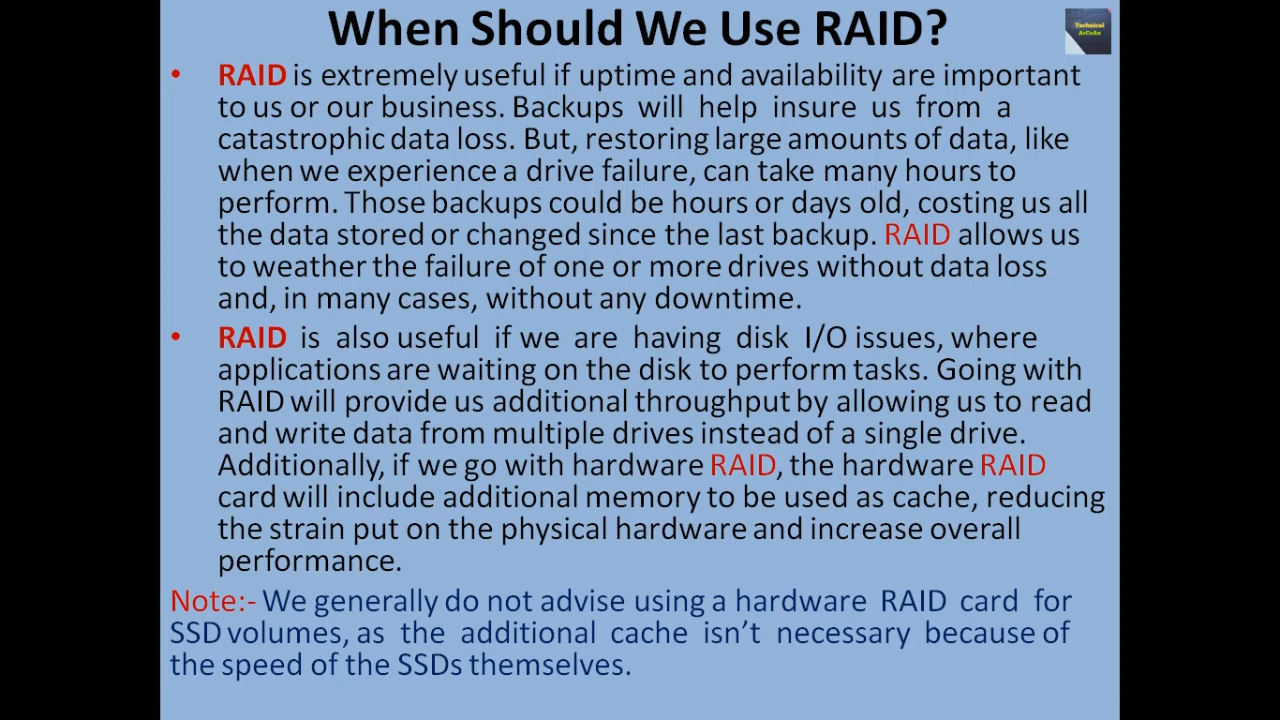 When Should We Use RAID?
Technical
ArCoAn
• RAID is extremely useful if uptime and availability are important
to us or our business. Backups will help insure us from a
catastrophic data loss. But, restoring large amounts of data, like
when we experience a drive failure, can take many hours to
perform. Those backups could be hours or days old, costing us all
the data stored or changed since the last backup. RAID allows us
to weather the failure of one or more drives without data loss
and, in many cases, without any downtime.
• RAID is also useful if we are having disk I/O issues, where
applications are waiting on the disk to perform tasks. Going with
RAID will provide us additional throughput by allowing us to read
and write data from multiple drives instead of a single drive.
Additionally, if we go with hardware RAID, the hardware RAID
card will include additional memory to be used as cache, reducing
the strain put on the physical hardware and increase overall
performance.
Note:- We generally do not advise using a hardware RAID card for
SSD volumes, as the additional cache isn’t necessary because of
the speed of the SSDs themselves.